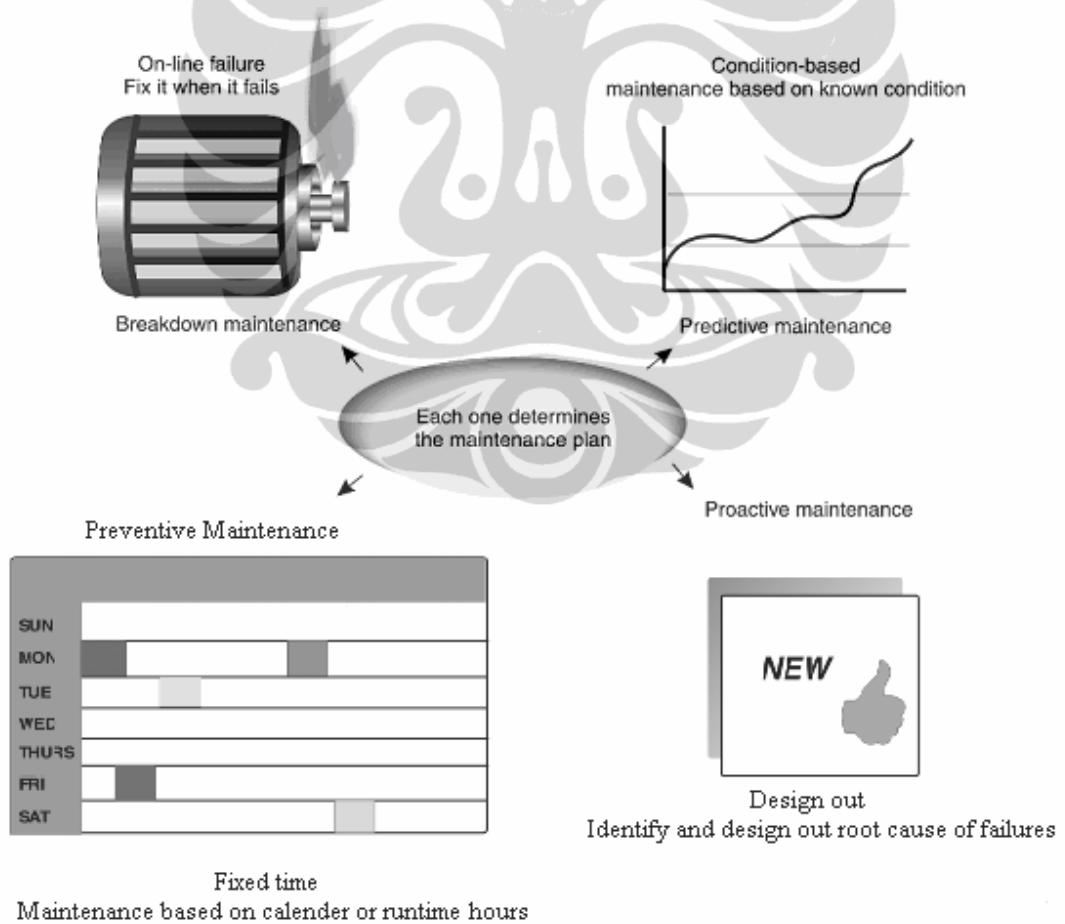 On-line failure
Fix it when it fails
Condition-based
maintenance based on known condition
Breakdown maintenance
Predictive maintenance
Each one determines
the maintenance plan
Preventive Maintenance
Proactive maintenance
SUN
MON
TUE
WED
THURS
FRI
SAT
NEW
Design out
Identify and design out root cause of failures
Fixed time
Maintenance based on calender or runtime hours